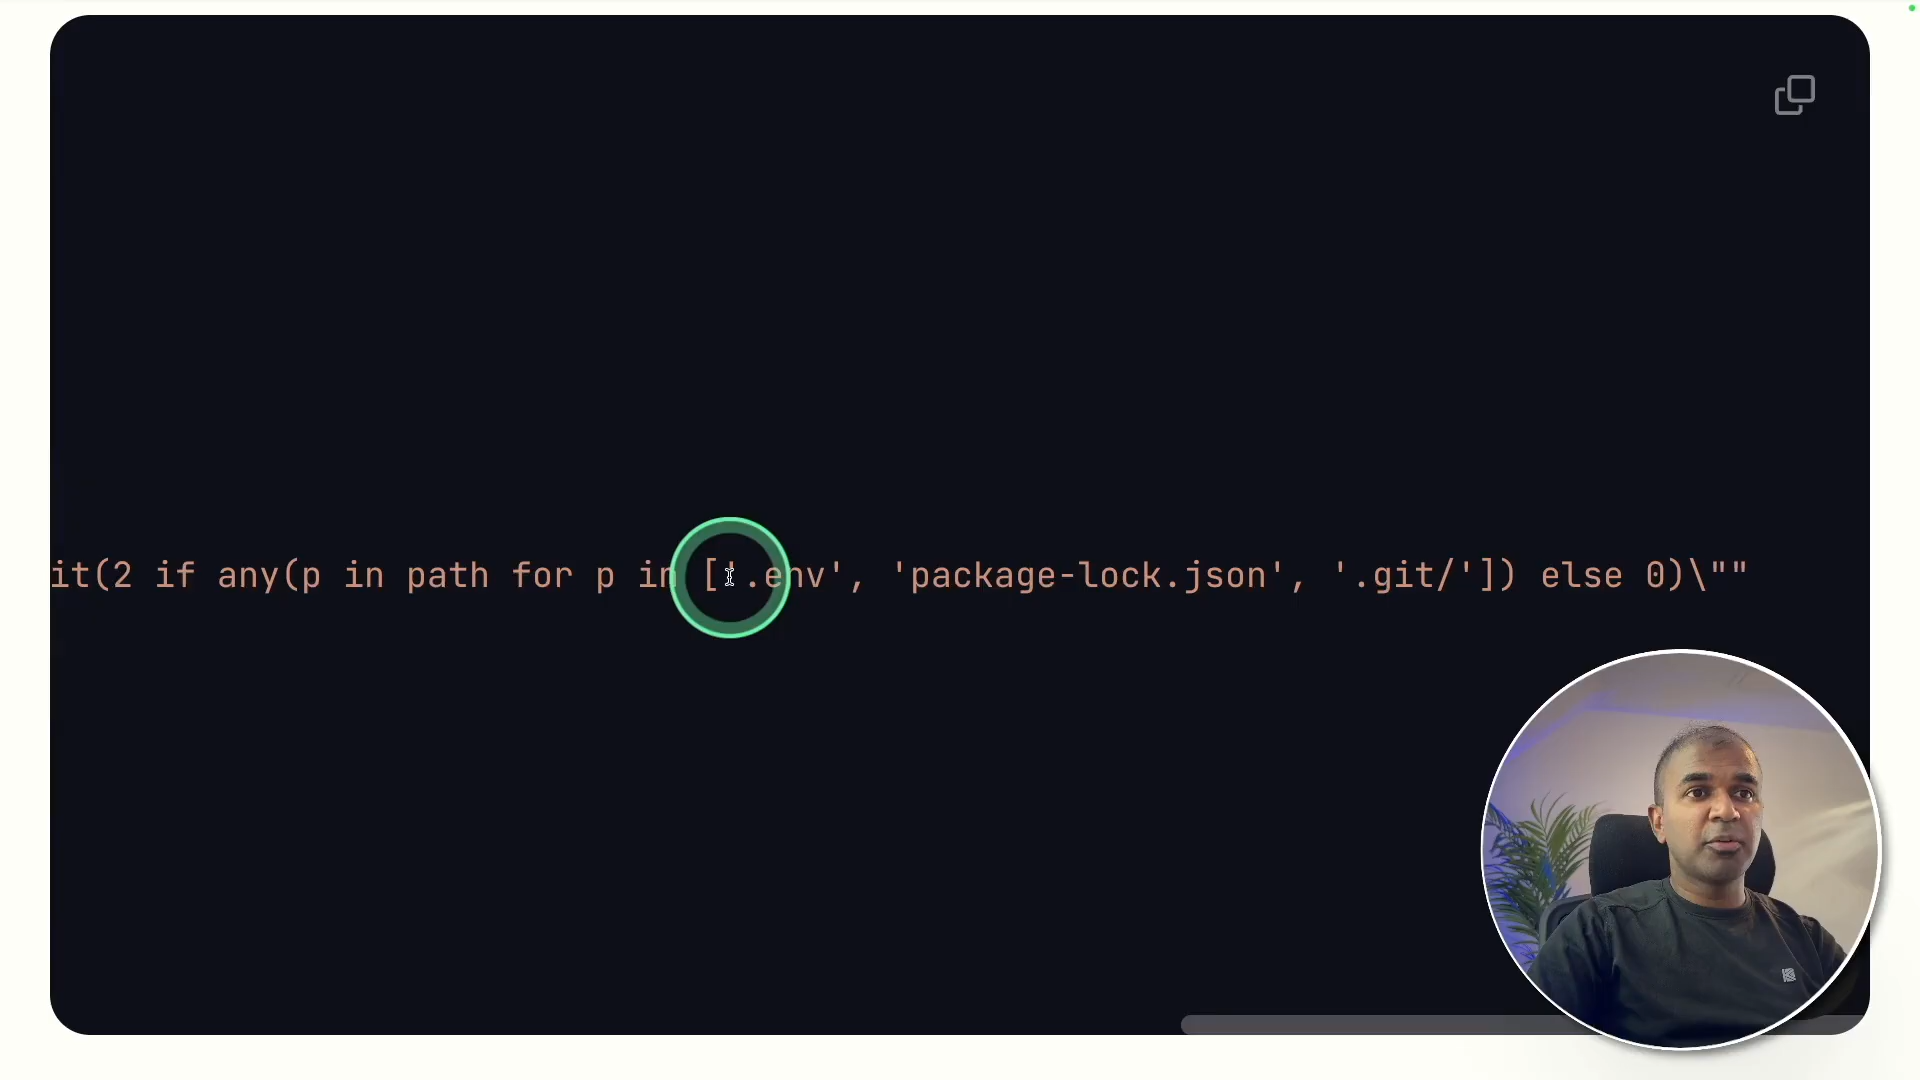 it(2 if any(p in path for p in ['.env', 'package-lock.json', '.git/']) else 0)\""